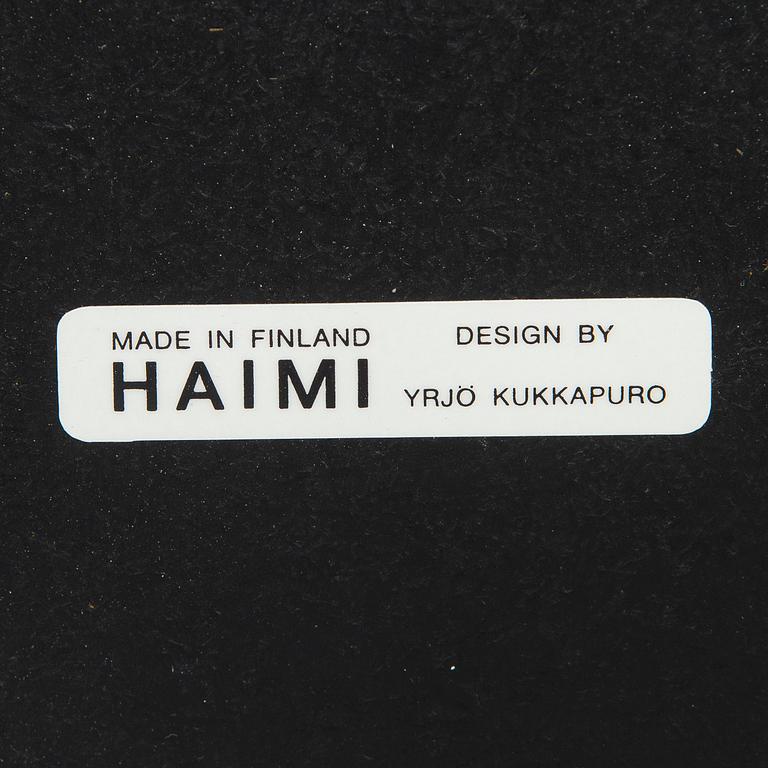 MADE IN FINLAND
HAIMI
DESIGN BY
YRJÖ KUKKAPURO